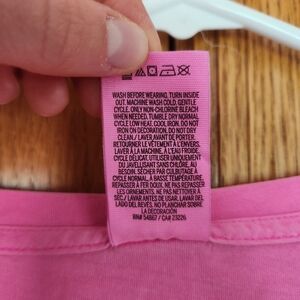 WASH BEFORE WEARING. TURN INSIDE
OUT. MACHINE WASH COLD, GENTLE
CYCLE. ONLY NON-CHLORINE BLEACH
WHEN NEEDED. TUMBLE DRY NORMAL
CYCLE LOW HEAT. COOL IRON. DO NOT
IRON ON DECORATION. DO NOT DRY
CLEAN./ LAVER AVANT DE PORTER.
RETOURNER LE VÊTEMENT À L'ENVERS.
LAVER À LA MACHINE, À L'EAU FROIDE,
CYCLE DÉLICAT. UTILISER UNIQUEMENT
DU JAVELLISANT SANS CHLORE, AU
BESOIN. SÉCHER PAR CULBUTAGE À
CYCLE NORMAL, À BASSE TEMPÉRATURE.
REPASSER À FER DOUX. NE PAS REPASSER
LES ORNEMENTS. NE PAS NETTOYER À
SEC./ LAVAR ANTES DE USAR. LAVAR DEL
LADO DEL REVÉS. NO PLANCHAR SOBRE
LA DECORACIÓN
RN# 54867 / CA# 23226